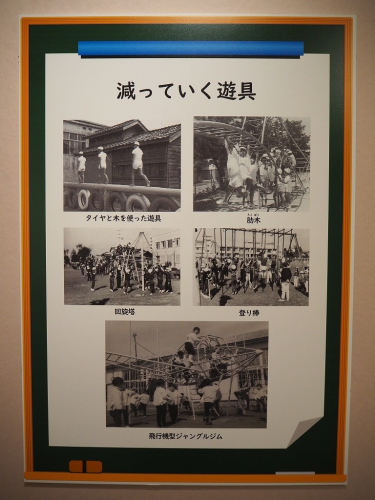 減っていく遊具
タイヤと木を使った遊具
肋木
回旋塔
登り棒
飛行機型ジャングルジム